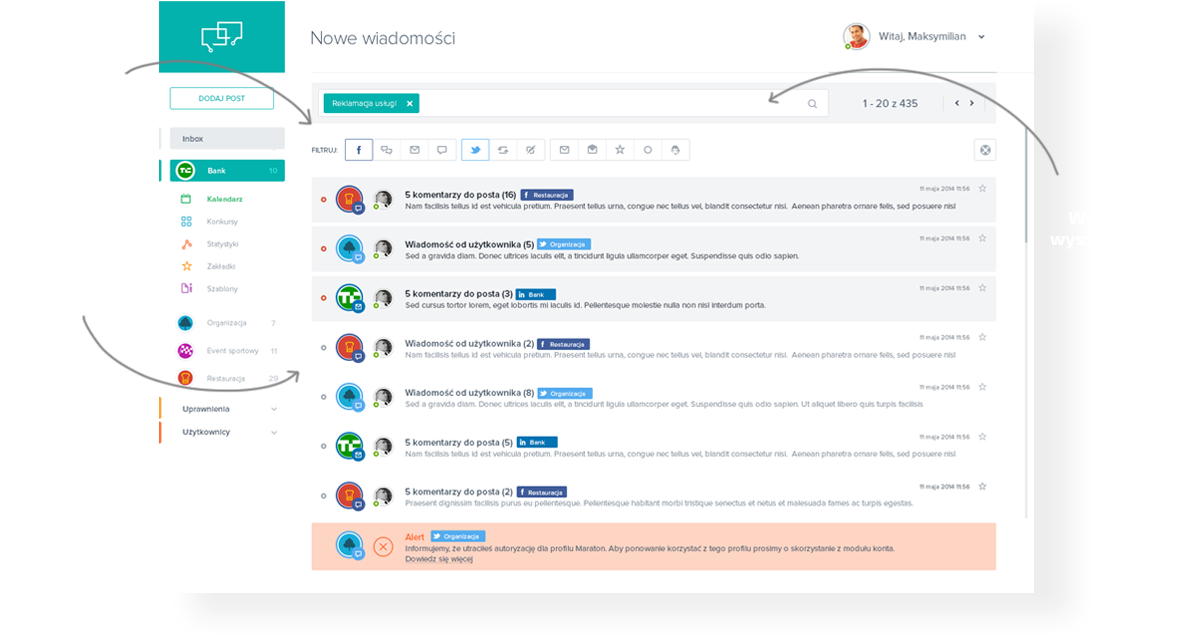 Nowe wiadomości
Witaj, Maksymilian
DODAJ POST
Reklamacja usługi
1 - 20 z 435
Inbox
FILTRUJ:
Bank 10
Kalendarz
Konkursy
Statystyki
Zakładki
Szablony
Organizacja 7
Event sportowy 11
Restauracja 29
Uprawnienia
Użytkownicy
5 komentarzy do posta (16) Restauracja 11 maja 2014 11:56
Nam facilisis tellus id est vehicula pretium. Praesent tellus urna, congue nec tellus vel, blandit consectetur nisi. Aenean pharetra ornare felis, sed posuere nisl
Wiadomość od użytkownika (5) Organizacja 11 maja 2014 11:56
Sed a gravida diam. Donec ultrices iaculis elit, a tincidunt ligula ullamcorper eget. Suspendisse quis odio sapien.
5 komentarzy do posta (3) Bank 11 maja 2014 11:56
Sed cursus tortor lorem, eget lobortis mi iaculis id. Pellentesque molestie nulla non nisi interdum porta.
Wiadomość od użytkownika (2) Restauracja 11 maja 2014 11:56
Nam facilisis tellus id est vehicula pretium. Praesent tellus urna, congue nec tellus vel, blandit consectetur nisi. Aenean pharetra ornare felis, sed posuere nisl
Wiadomość od użytkownika (8) Organizacja 11 maja 2014 11:56
Sed a gravida diam. Donec ultrices iaculis elit, a tincidunt ligula ullamcorper eget. Suspendisse quis odio sapien. Ut aliquet libero quis turpis facilisis
5 komentarzy do posta (5) Bank 11 maja 2014 11:56
Nam facilisis tellus id est vehicula pretium. Praesent tellus urna, congue nec tellus vel, blandit consectetur nisi. Aenean pharetra ornare felis, sed posuere nisl
5 komentarzy do posta (2) Restauracja 11 maja 2014 11:56
Praesent dignissim facilisis purus eu pellentesque. Pellentesque habitant morbi tristique senectus et netus et malesuada fames ac turpis egestas.
Alert Organizacja
Informujemy, że utraciłeś autoryzację dla profilu Maraton. Aby ponowanie korzystać z tego profilu prosimy o skorzystanie z modułu konta.
Dowiedz się więcej